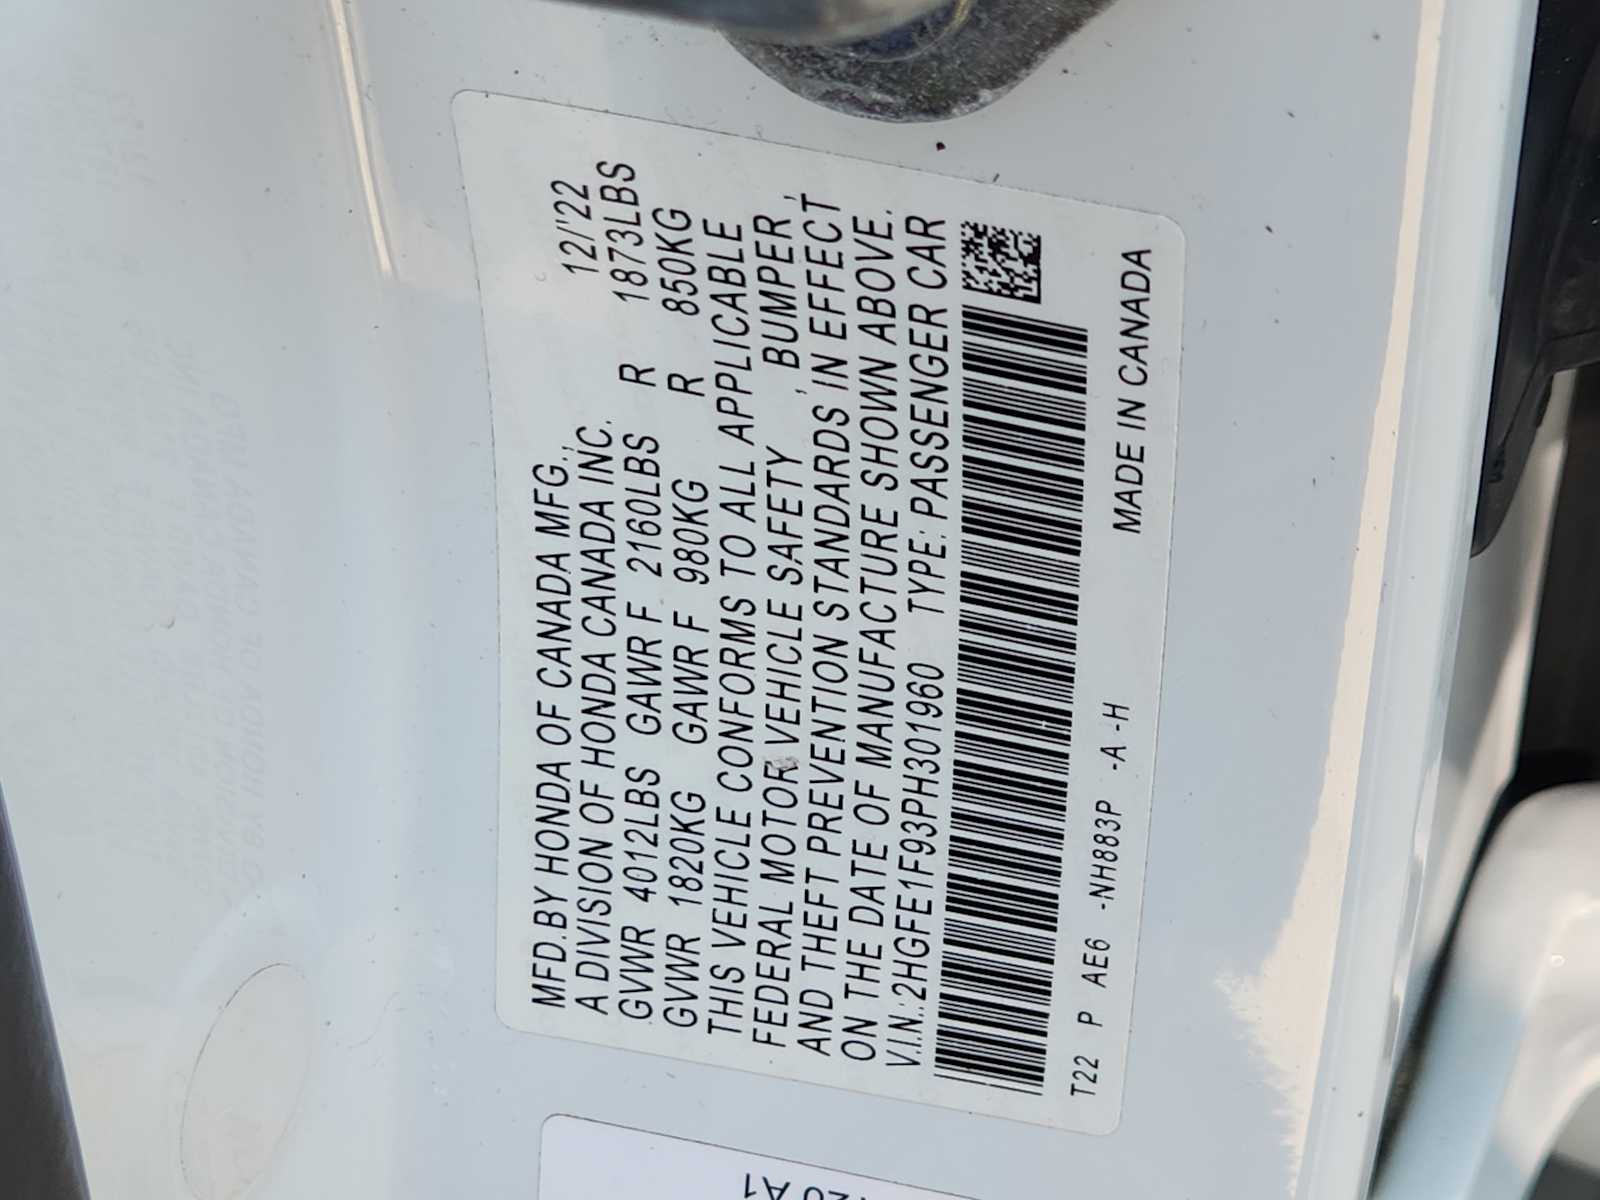 MFD.BY HONDA OF CANADA MFG., 12/'22
A DIVISION OF HONDA CANADA INC.
GVWR 4012LBS GAWR F 2160LBS R 1873LBS
GVWR 1820KG GAWR F 980KG R 850KG
THIS VEHICLE CONFORMS TO ALL APPLICABLE
FEDERAL MOTOR VEHICLE SAFETY , BUMPER ,
AND THEFT PREVENTION STANDARDS IN EFFECT
ON THE DATE OF MANUFACTURE SHOWN ABOVE.
V.I.N.:2HGFE1F93PH301960 TYPE: PASSENGER CAR
T22 P AE6 -NH883P -A -H MADE IN CANADA
A1